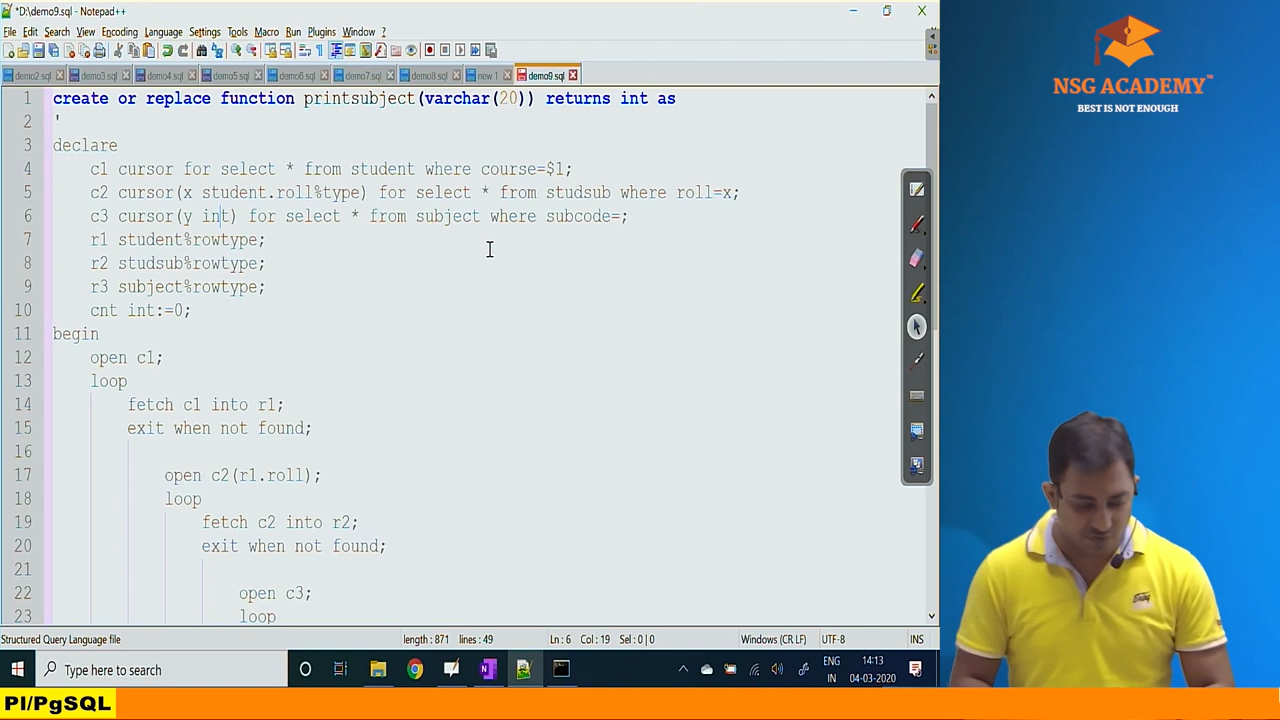 *D:\demo9.sql - Notepad++
File Edit Search View Encoding Language Settings Tools Macro Run Plugins Window ?
demo2.sql demo3.sql demo4.sql demo5.sql demo6.sql demo7.sql demo8.sql new 1 demo9.sql
1 create or replace function printsubject(varchar(20)) returns int as
2 '
3 declare
4 c1 cursor for select * from student where course=$1;
5 c2 cursor(x student.roll%type) for select * from studsub where roll=x;
6 c3 cursor(y int) for select * from subject where subcode=;
7 r1 student%rowtype;
8 r2 studsub%rowtype;
9 r3 subject%rowtype;
10 cnt int:=0;
11 begin
12 open c1;
13 loop
14 fetch c1 into r1;
15 exit when not found;
16
17 open c2(r1.roll);
18 loop
19 fetch c2 into r2;
20 exit when not found;
21
22 open c3;
23 loop
Structured Query Language file length : 871 lines : 49 Ln : 6 Col : 19 Sel : 0 | 0 Windows (CR LF) UTF-8 INS
Type here to search
ENG
IN
14:13
04-03-2020
NSG ACADEMY™
BEST IS NOT ENOUGH
Pl/PgSQL